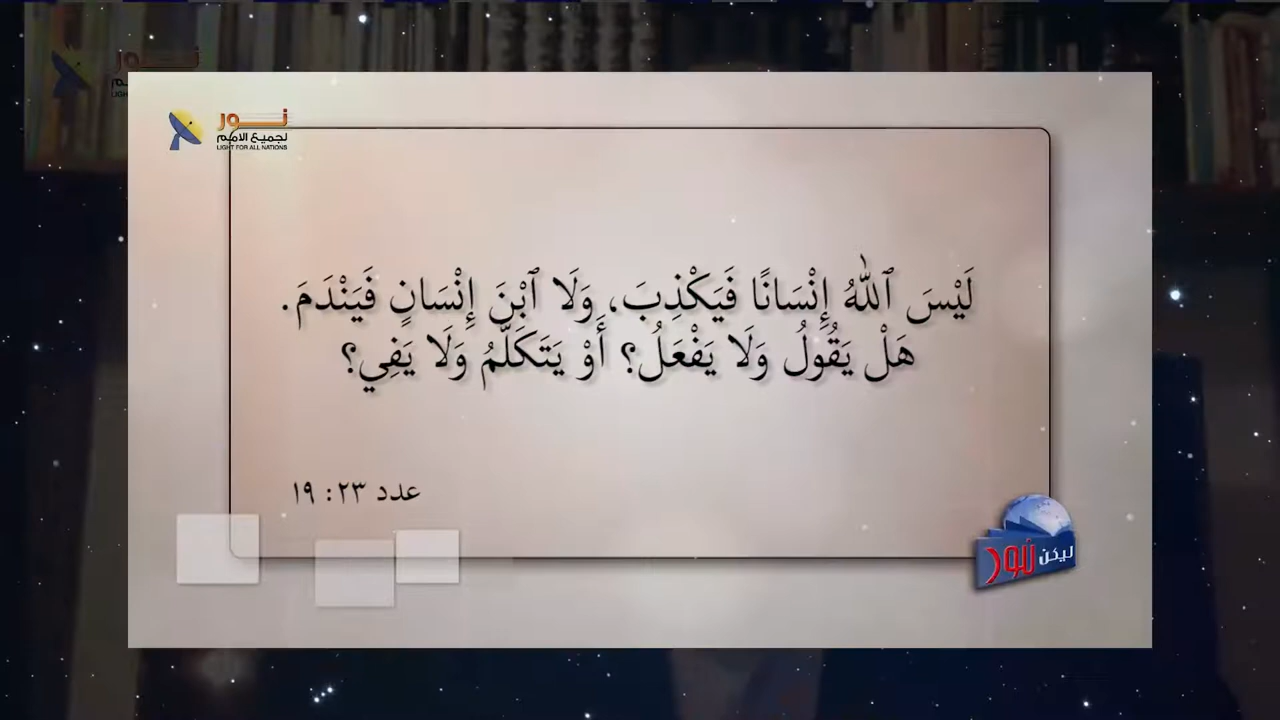 نور
لجميع الامم
LIGHT FOR ALL NATIONS
لَيْسَ ٱللهُ إِنْسَانًا فَيَكْذِبَ، وَلَا ٱبْنَ إِنْسَانٍ فَيَنْدَمَ.
هَلْ يَقُولُ وَلَا يَفْعَلُ؟ أَوْ يَتَكَلَّمُ وَلَا يَفِي؟
عدد ٢٣: ١٩
ليكن نور